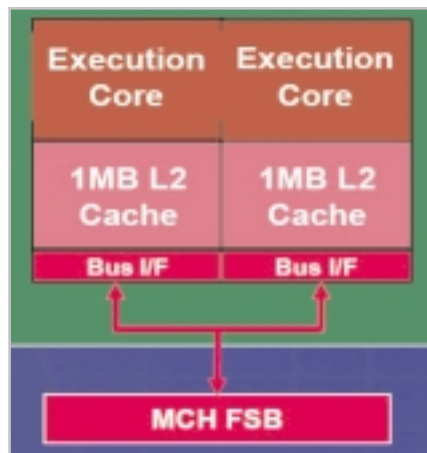 Execution
Core
Execution
Core
1MB L2
Cache
1MB L2
Cache
Bus I/F
Bus I/F
MCH FSB